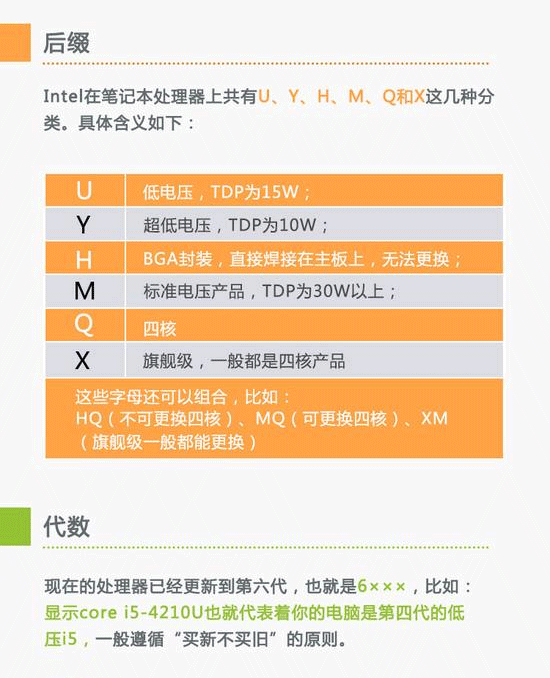 后缀
Intel在笔记本处理器上共有U、Y、H、M、Q和X这几种分
类。具体含义如下：
U 低电压，TDP为15W；
Y 超低电压，TDP为10W；
H BGA封装，直接焊接在主板上，无法更换；
M 标准电压产品，TDP为30W以上；
Q 四核
X 旗舰级，一般都是四核产品
这些字母还可以组合，比如：
HQ（不可更换四核）、MQ（可更换四核）、XM
（旗舰级一般都能更换）
代数
现在的处理器已经更新到第六代，也就是6×××，比如：
显示core i5-4210U也就代表着你的电脑是第四代的低
压i5，一般遵循“买新不买旧”的原则。